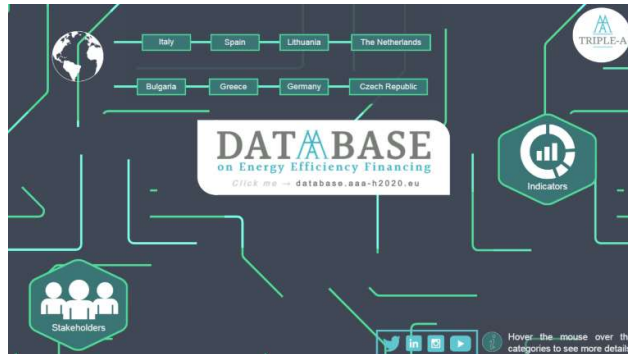 Italy
Spain
Lithuania
The Netherlands
TRIPLE-A
Bulgaria
Greece
Germany
Czech Republic
DATABASE
on Energy Efficiency Financing
Click me → database.aaa-h2020.eu
Indicators
Stakeholders
in
Hover the mouse over th
categories to see more detail